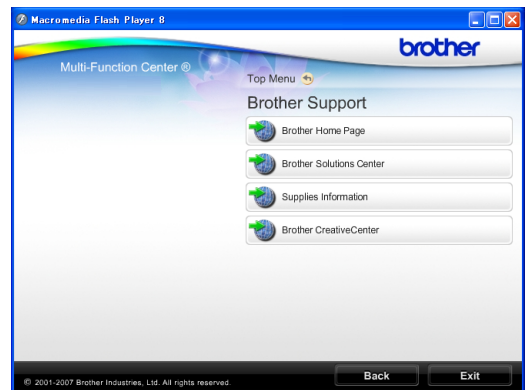 Macromedia Flash Player 8
brother
Multi-Function Center ®
Top Menu
Brother Support
Brother Home Page
Brother Solutions Center
Supplies Information
Brother CreativeCenter
© 2001-2007 Brother Industries, Ltd. All rights reserved.
Back
Exit